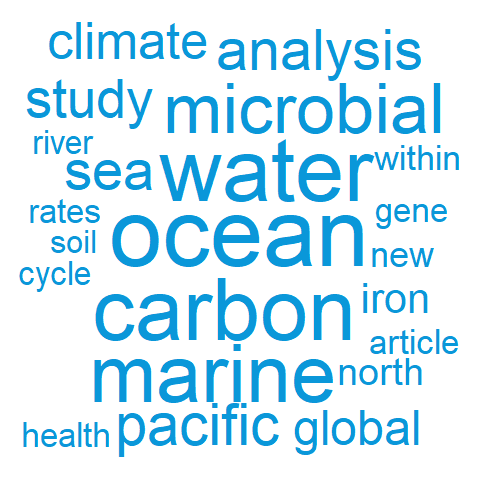 climate analysis
study microbial
river
sea water within
rates ocean gene
soil new
cycle carbon iron
article
marine north
health pacific global